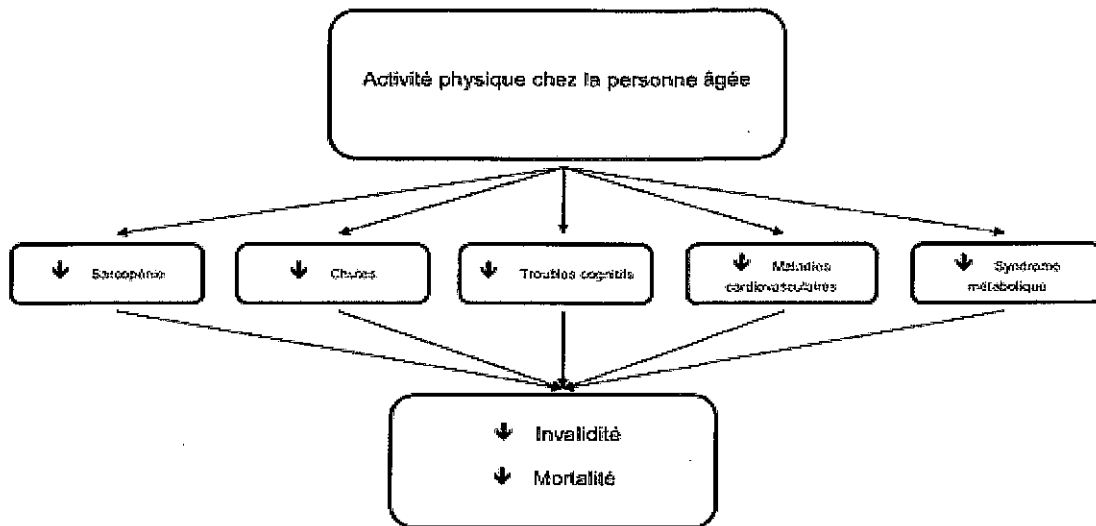 Activité physique chez la personne âgée
↓ Sarcopénie
↓ Chutes
↓ Troubles cognitifs
↓ Maladies
cardiovasculaires
↓ Syndrome
métabolique
↓ Invalidité
↓ Mortalité